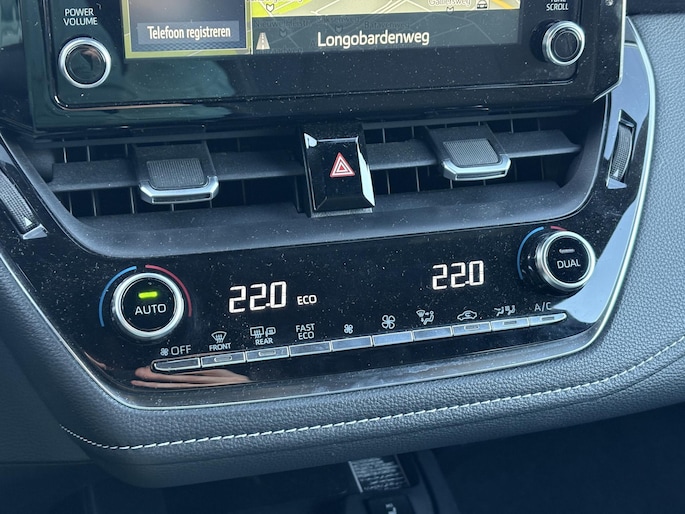 POWER
VOLUME
Telefoon registreren
Longobardenweg
SCROLL
AUTO
22.0 ECO
22.0
DUAL
OFF
FRONT
REAR
FAST
ECO
A/C